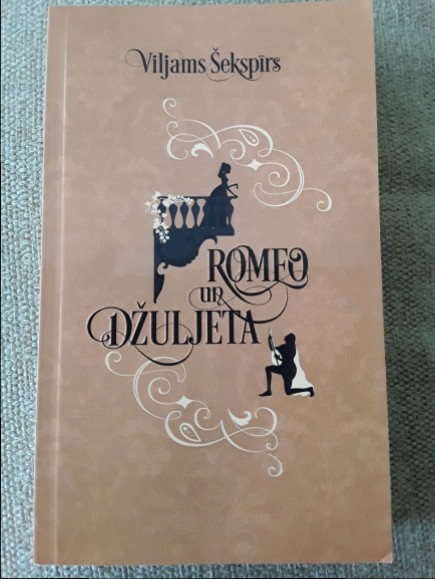 Viljams Šekspīrs
ROMEO
UN
DŽULJETA